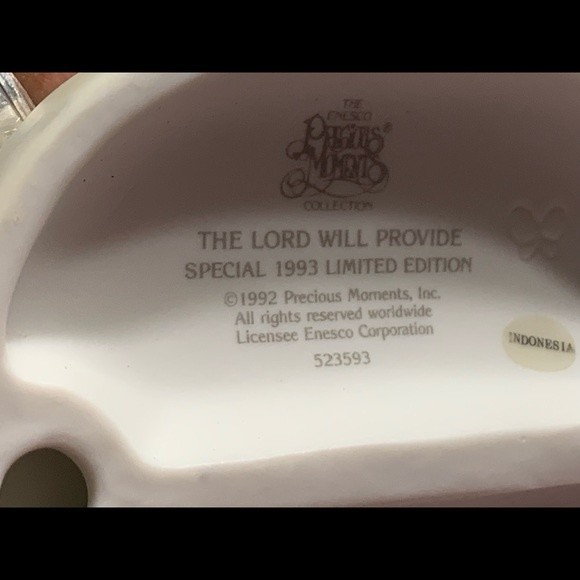 THE
ENESCO
PRECIOUS®
MOMENTS
COLLECTION
THE LORD WILL PROVIDE
SPECIAL 1993 LIMITED EDITION
©1992 Precious Moments, Inc.
All rights reserved worldwide
Licensee Enesco Corporation
523593
INDONESIA